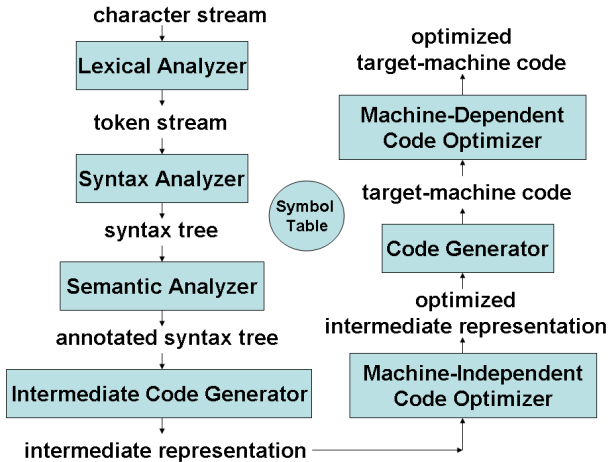 character stream
Lexical Analyzer
token stream
Syntax Analyzer
syntax tree
Semantic Analyzer
annotated syntax tree
Intermediate Code Generator
intermediate representation
Symbol
Table
Machine-Independent
Code Optimizer
optimized
intermediate representation
Code Generator
target-machine code
Machine-Dependent
Code Optimizer
optimized
target-machine code